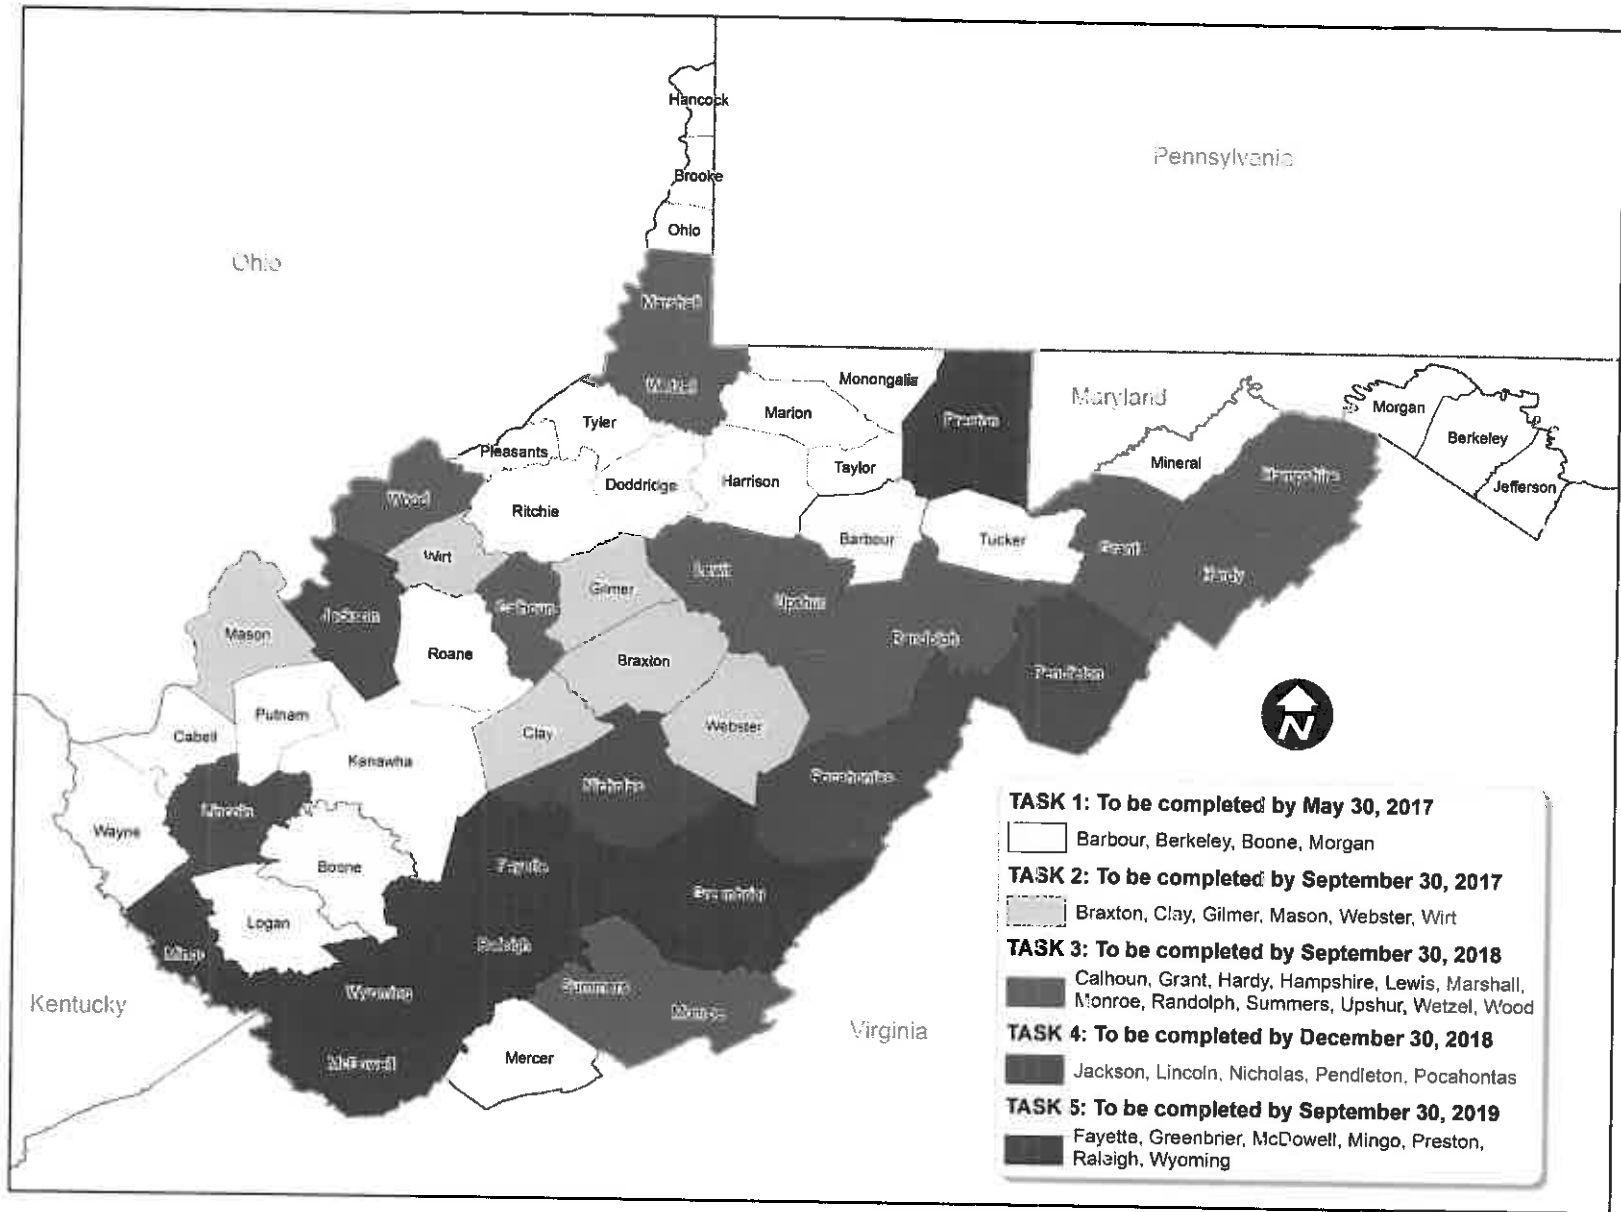 Hancock
Pennsylvania
Brooke
Ohio
Ohio
Marshall
Wetzel
Monongalia
Maryland
Marion
Preston
Morgan
Tyler
Berkeley
Pleasants
Taylor
Mineral
Hampshire
Harrison
Doddridge
Jefferson
Wood
Ritchie
Barbour
Tucker
Grant
Wirt
Lewis
Hardy
Gilmer
Upshur
Calhoun
Jackson
Mason
Randolph
Roane
Braxton
Pendleton
Putnam
Webster
Cabell
Clay
Kanawha
Pocahontas
Nicholas
Lincoln
Wayne
Boone
Fayette
Greenbrier
Logan
Raleigh
Mingo
Summers
Wyoming
Kentucky
Monroe
Virginia
Mercer
McDowell
N
TASK 1: To be completed by May 30, 2017
Barbour, Berkeley, Boone, Morgan
TASK 2: To be completed by September 30, 2017
Braxton, Clay, Gilmer, Mason, Webster, Wirt
TASK 3: To be completed by September 30, 2018
Calhoun, Grant, Hardy, Hampshire, Lewis, Marshall,
Monroe, Randolph, Summers, Upshur, Wetzel, Wood
TASK 4: To be completed by December 30, 2018
Jackson, Lincoln, Nicholas, Pendleton, Pocahontas
TASK 5: To be completed by September 30, 2019
Fayette, Greenbrier, McDowell, Mingo, Preston,
Raleigh, Wyoming